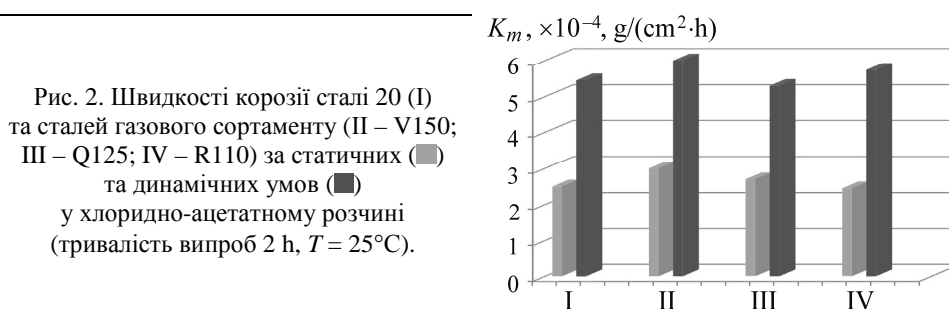 Рис. 2. Швидкості корозії сталі 20 (I)
та сталей газового сортаменту (II – V150;
III – Q125; IV – R110) за статичних (■)
та динамічних умов (■)
у хлоридно-ацетатному розчині
(тривалість випроб 2 h, T = 25°C).
Kₘ, ×10⁻⁴, g/(cm²·h)
6
5
4
3
2
1
0
I II III IV